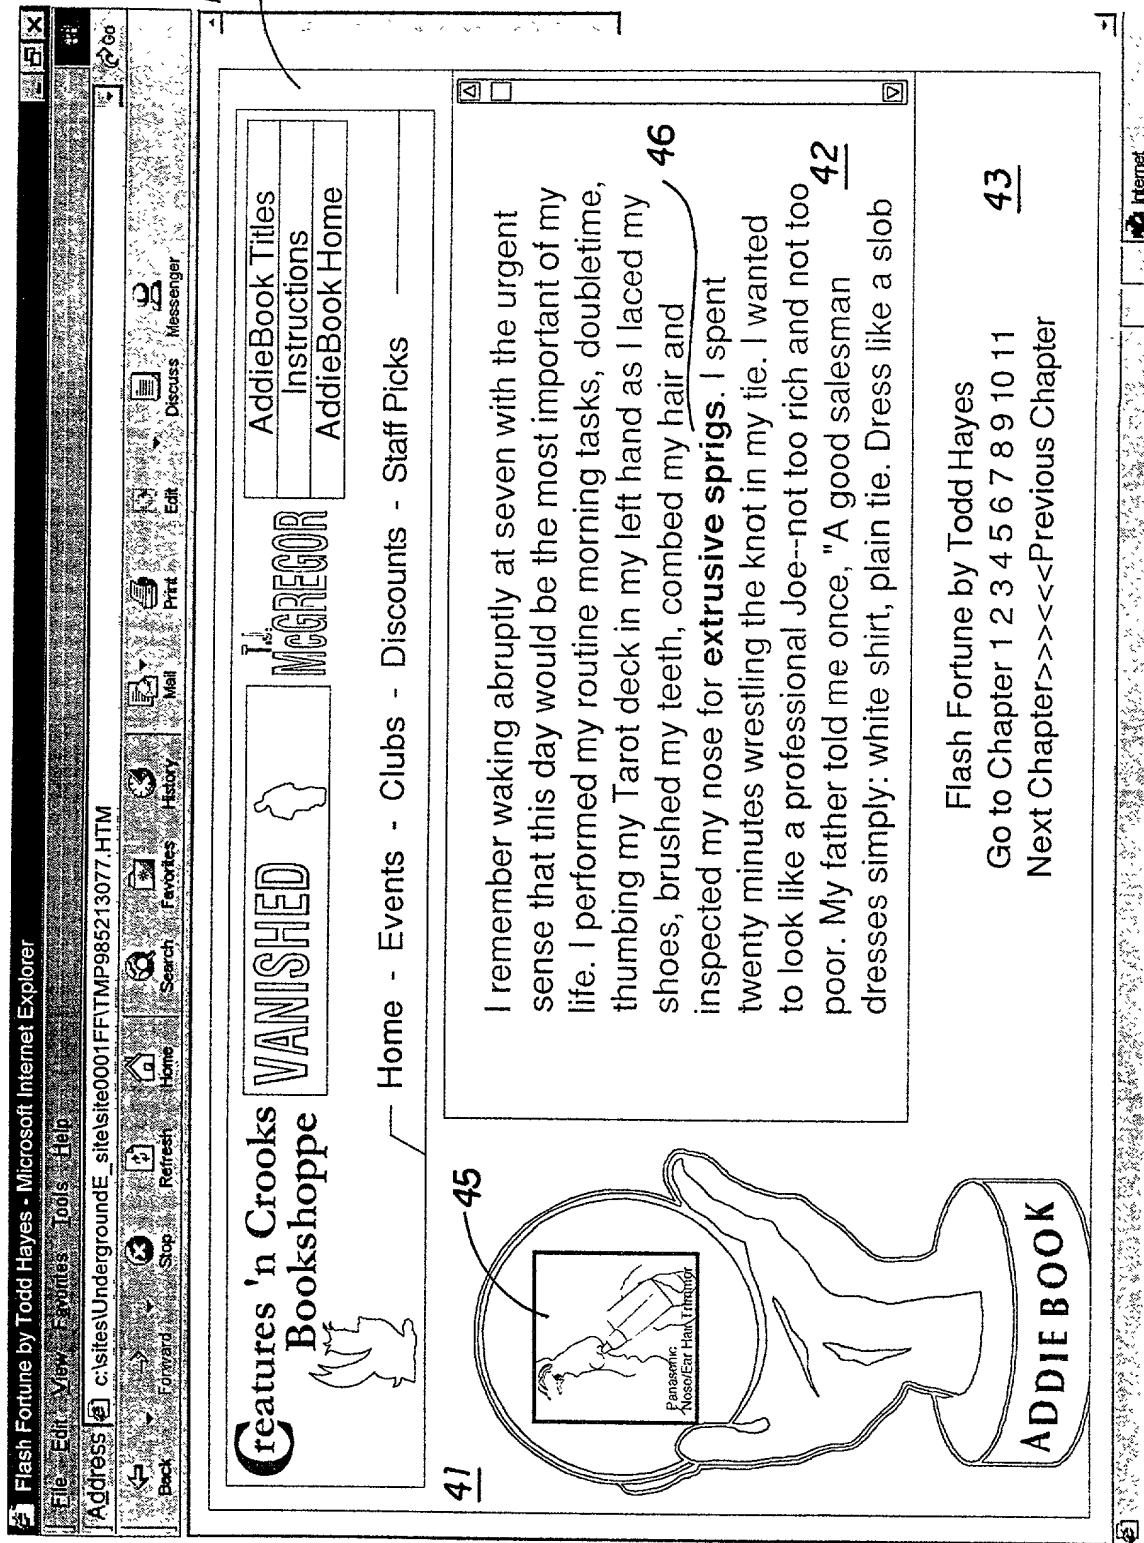 Flash Fortune by Todd Hayes - Microsoft Internet Explorer
File Edit View Favorites Tools Help
Address c:\sites\UndergroundE_site\site0001FF\TMP985213077.HTM Go
Back Forward Stop Refresh Home Search Favorites History Mail Print Edit Discuss Messenger
Creatures 'n Crooks
Bookshoppe
VANISHED
T.J.
McGREGOR
AddieBook Titles
Instructions
AddieBook Home
Home - Events - Clubs - Discounts - Staff Picks
41
45
Panasonic
Nose/Ear Hair Trimmer
ADDIEBOOK
I remember waking abruptly at seven with the urgent
sense that this day would be the most important of my
life. I performed my routine morning tasks, doubletime,
thumbing my Tarot deck in my left hand as I laced my
shoes, brushed my teeth, combed my hair and
inspected my nose for extrusive sprigs. I spent
twenty minutes wrestling the knot in my tie. I wanted
to look like a professional Joe--not too rich and not too
poor. My father told me once, "A good salesman
dresses simply: white shirt, plain tie. Dress like a slob
46
42
Flash Fortune by Todd Hayes
Go to Chapter 1 2 3 4 5 6 7 8 9 10 11
Next Chapter>>><<<Previous Chapter
43
Internet